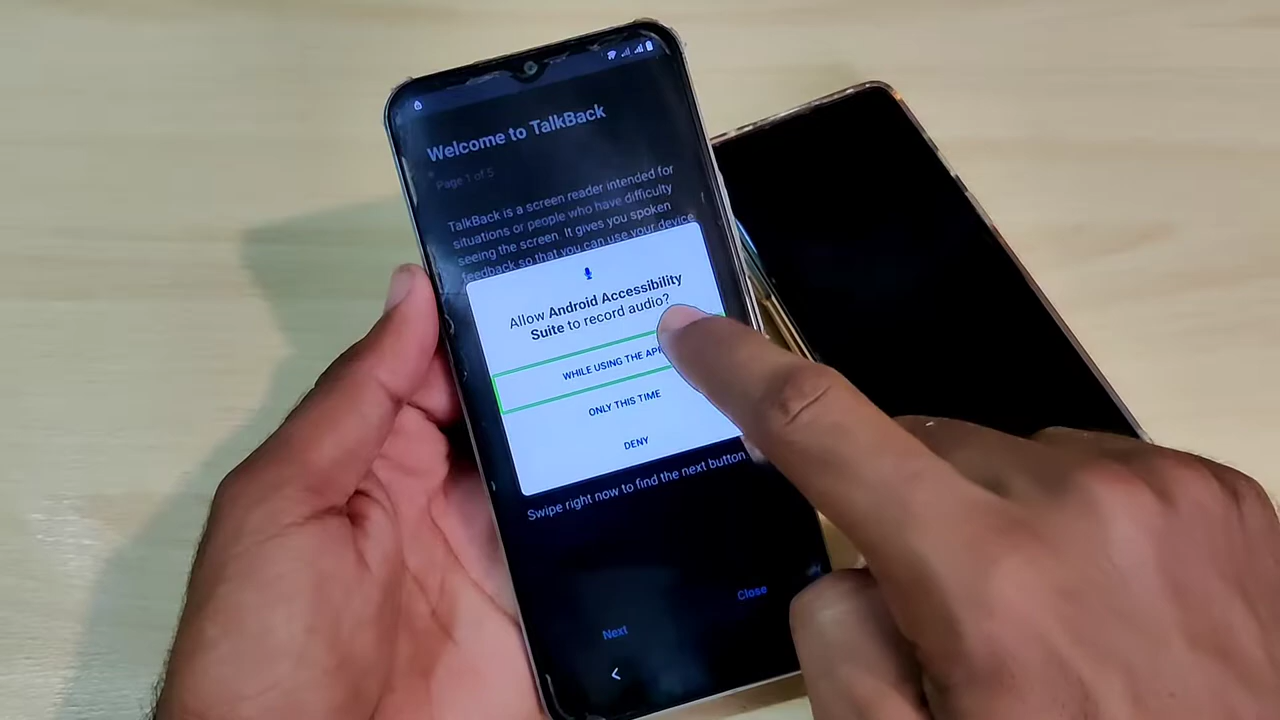 Welcome to TalkBack
Page 1 of 5
TalkBack is a screen reader intended for
situations or people who have difficulty
seeing the screen. It gives you spoken
feedback so that you can use your device
Allow Android Accessibility
Suite to record audio?
WHILE USING THE APP
ONLY THIS TIME
DENY
Swipe right now to find the next button
Close
Next